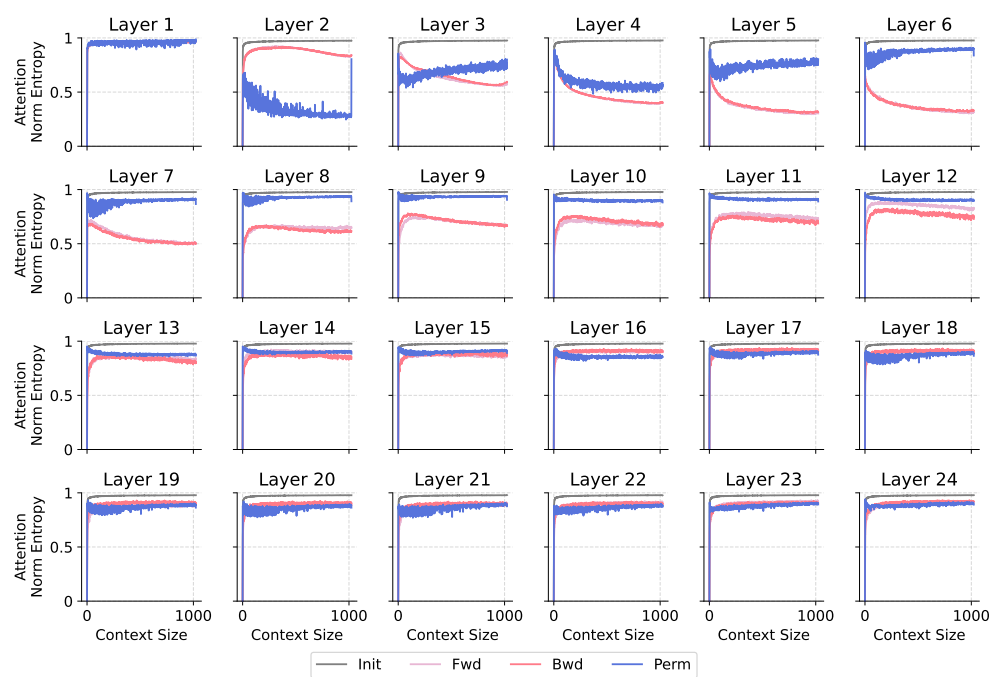 Layer 1 Layer 2 Layer 3 Layer 4 Layer 5 Layer 6
1
0.5
0
Attention
Norm Entropy
Layer 7 Layer 8 Layer 9 Layer 10 Layer 11 Layer 12
1
0.5
0
Attention
Norm Entropy
Layer 13 Layer 14 Layer 15 Layer 16 Layer 17 Layer 18
1
0.5
0
Attention
Norm Entropy
Layer 19 Layer 20 Layer 21 Layer 22 Layer 23 Layer 24
1
0.5
0
Attention
Norm Entropy
0 1000 0 1000 0 1000 0 1000 0 1000 0 1000
Context Size Context Size Context Size Context Size Context Size Context Size
Init Fwd Bwd Perm